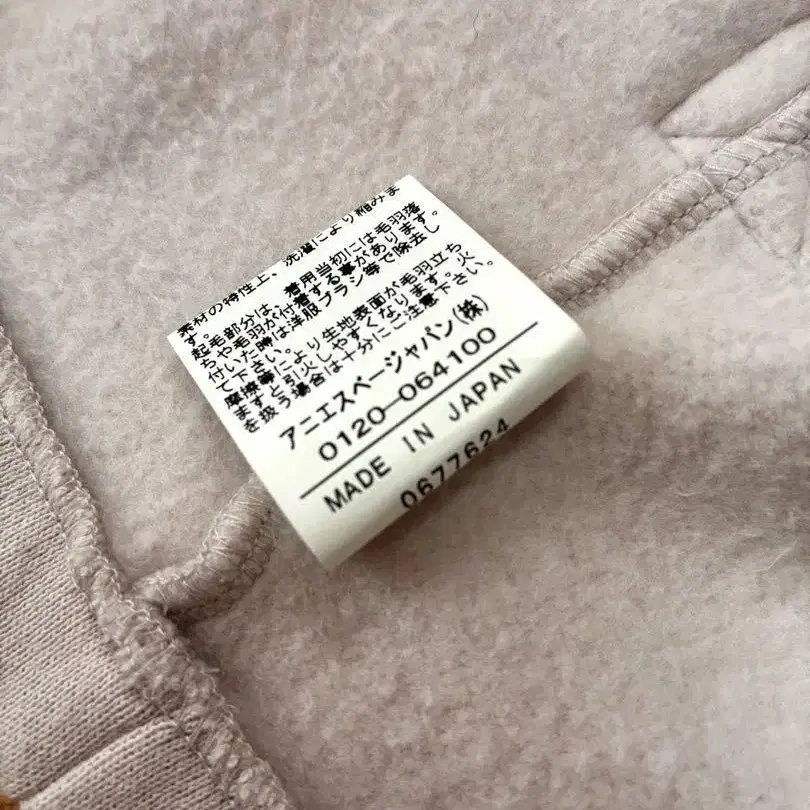 素材の特性上、洗濯により縮みま
す。
起毛部分は、着用当初には毛羽落
ちや毛羽が付着する事があります。
付いた時は洋服ブラシ等で除去し
て下さい。
摩擦等により生地表面が毛羽立ち
ますと引火しやすくなります。火
を扱う場合は十分にご注意下さい。
アニエスベージャパン(株)
0120-064100
MADE IN JAPAN
0677624